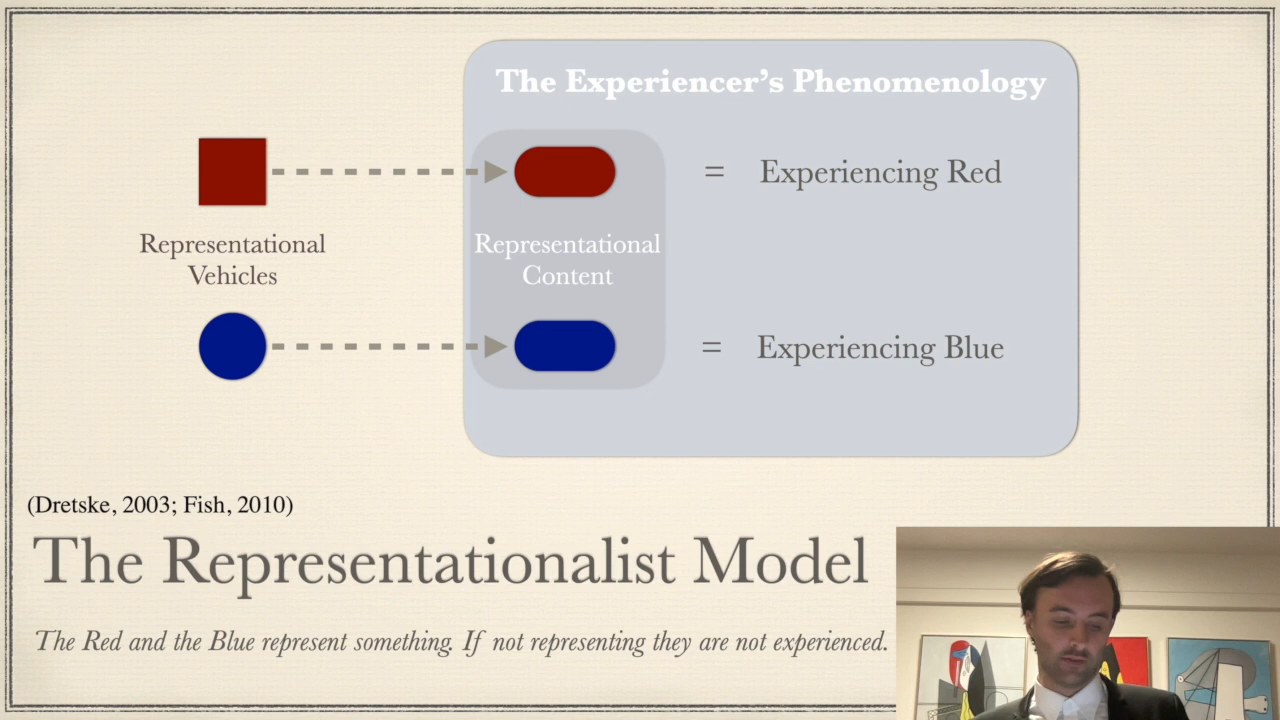 The Experiencer’s Phenomenology
= Experiencing Red
Representational
Vehicles
Representational
Content
= Experiencing Blue
(Dretske, 2003; Fish, 2010)
The Representationalist Model
The Red and the Blue represent something. If not representing they are not experienced.